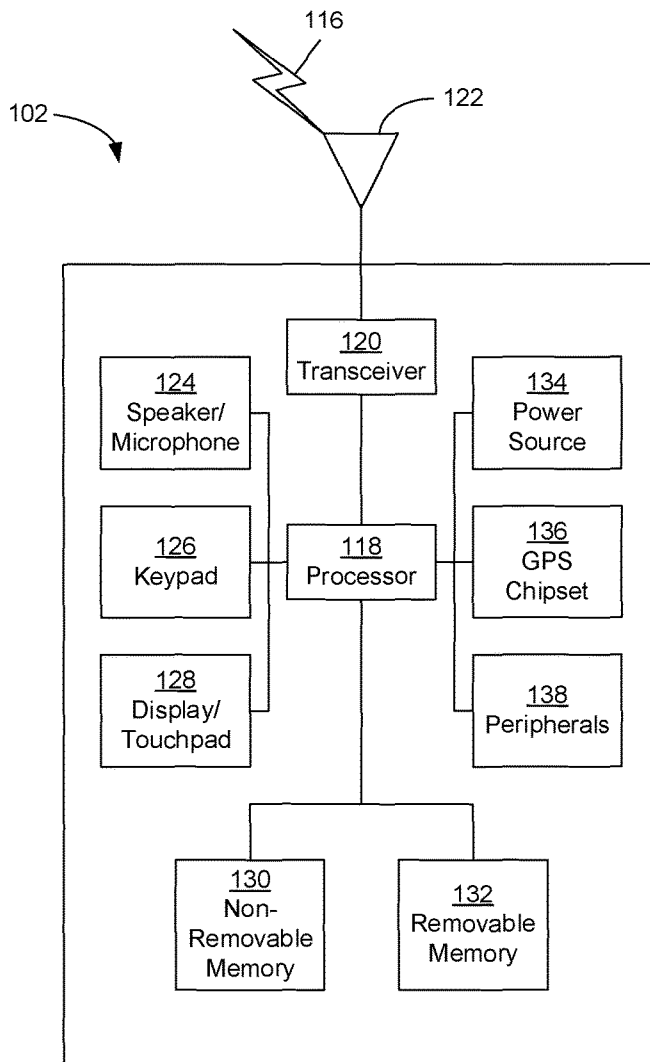 116
102
122
120
Transceiver
124
Speaker/
Microphone
134
Power
Source
126
Keypad
118
Processor
136
GPS
Chipset
128
Display/
Touchpad
138
Peripherals
130
Non-
Removable
Memory
132
Removable
Memory